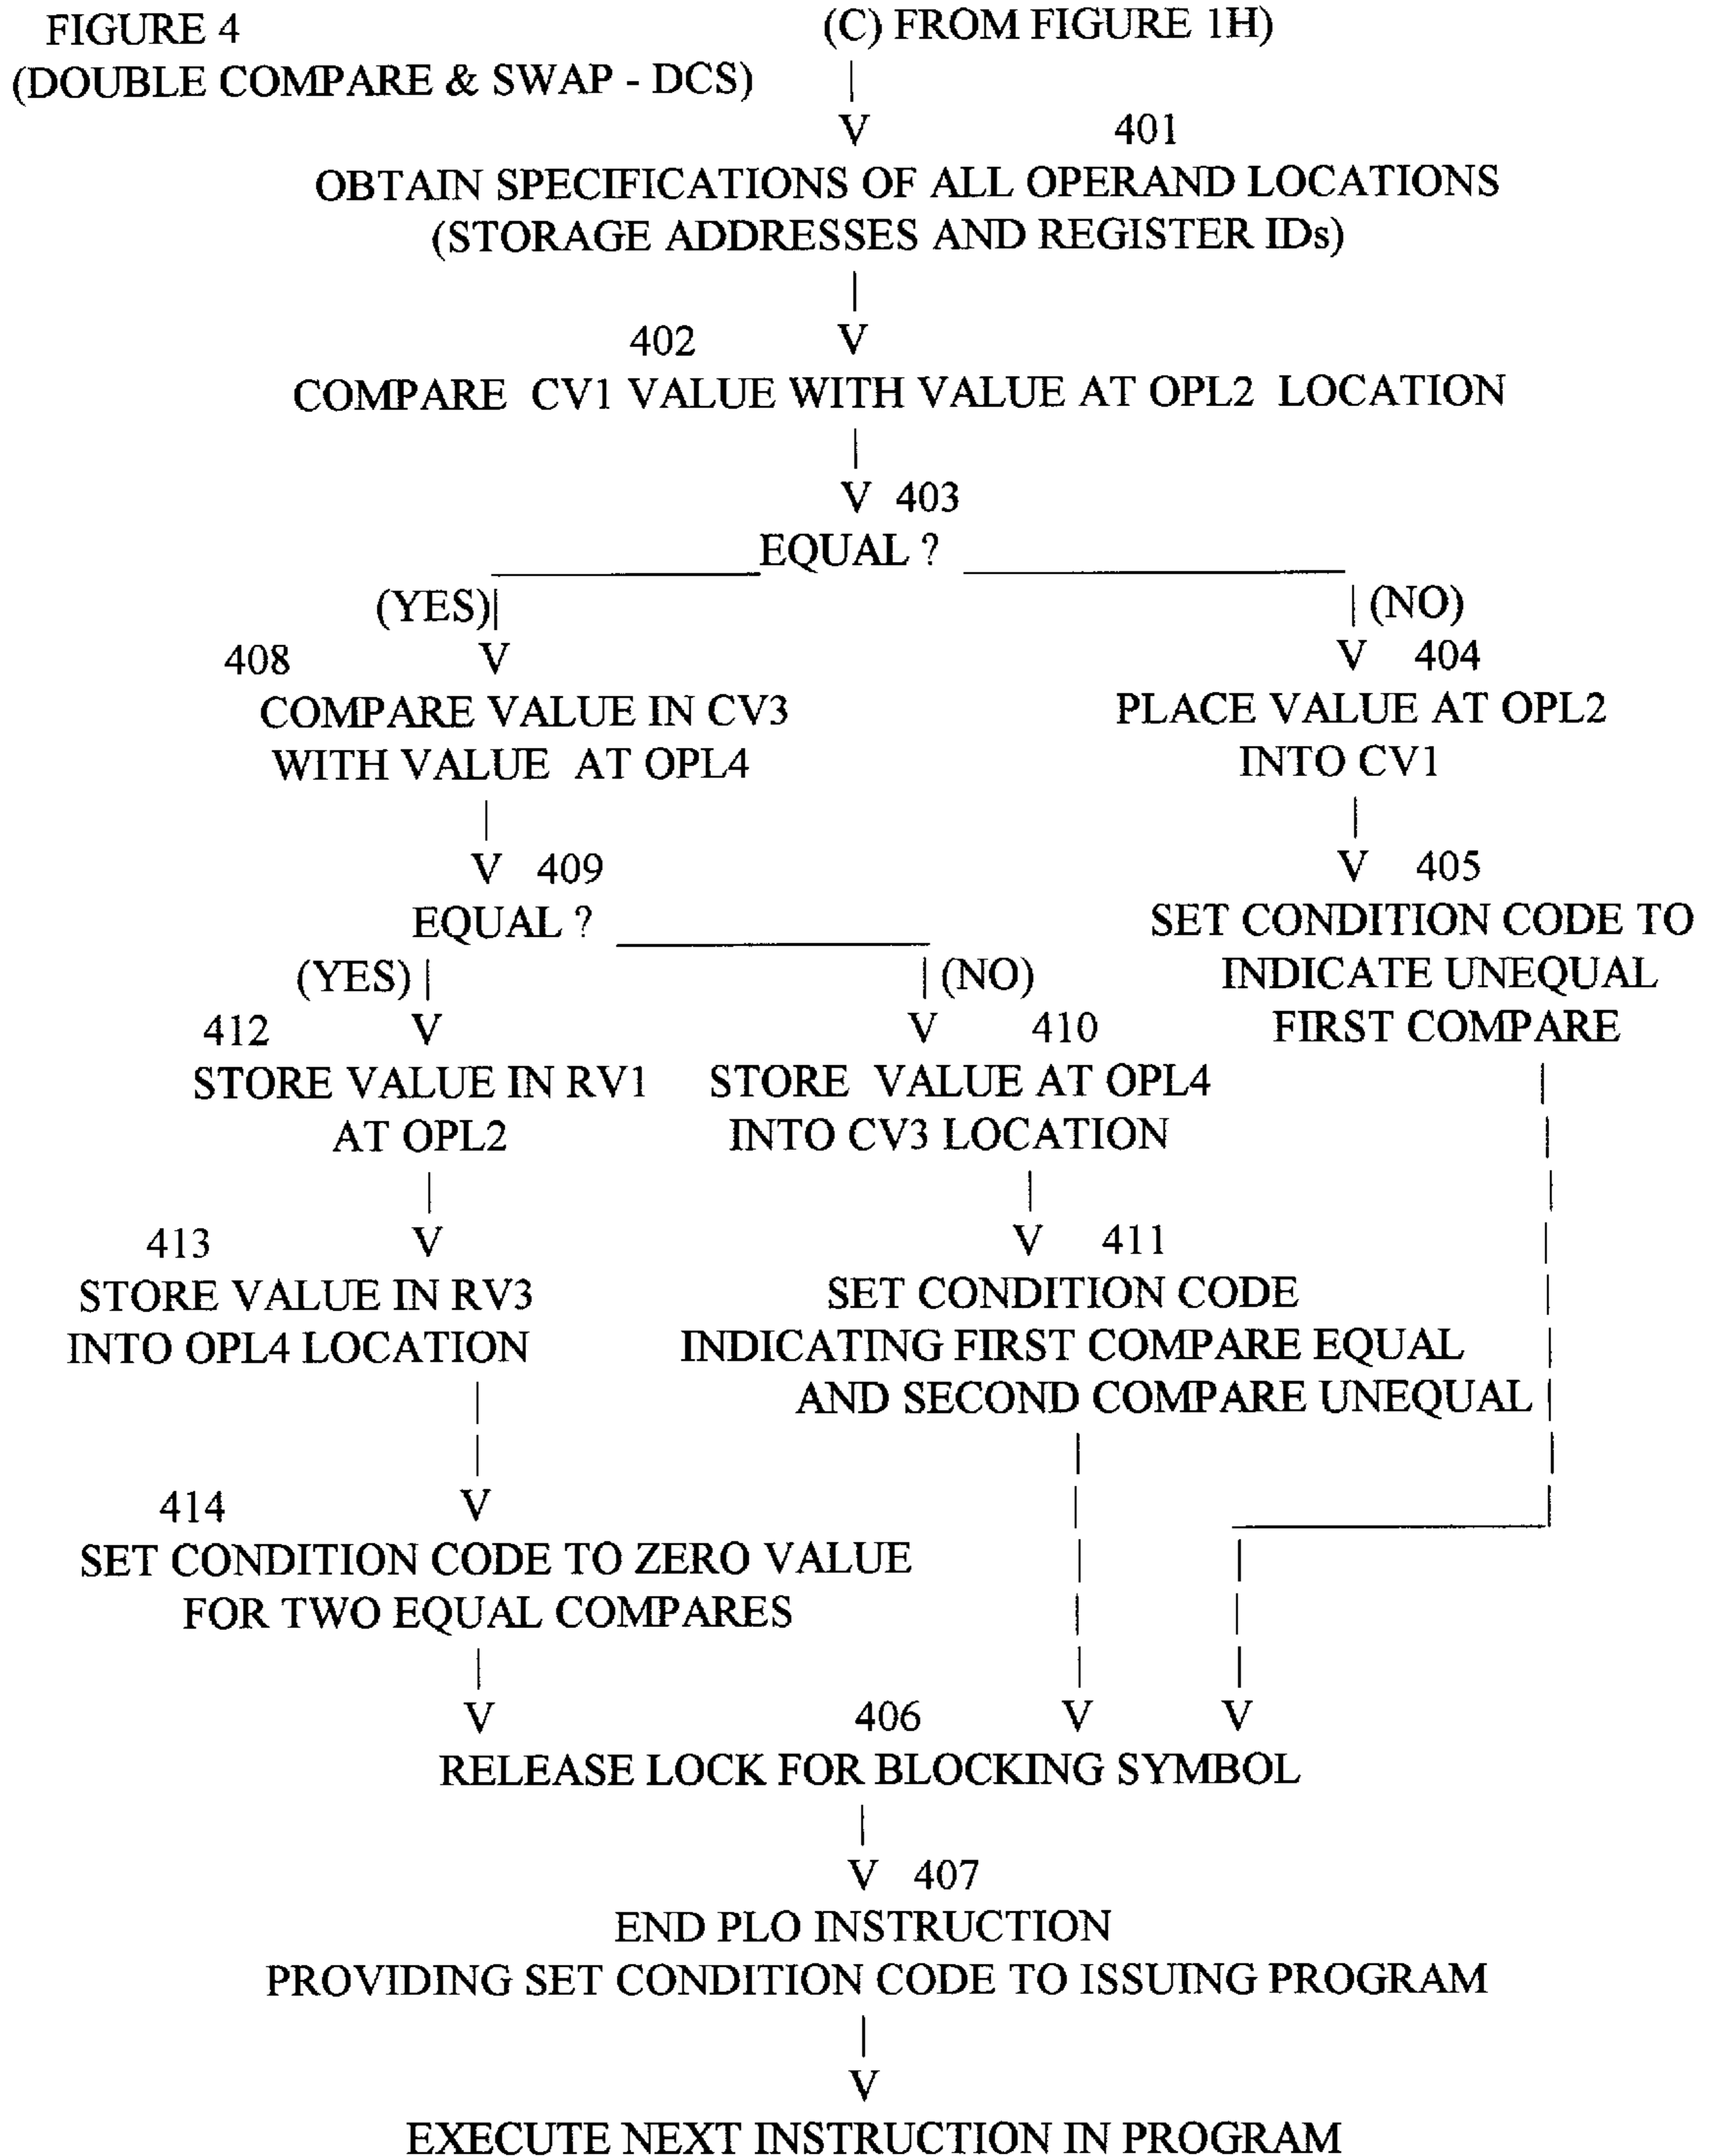 FIGURE 4
(DOUBLE COMPARE & SWAP - DCS)
(C) FROM FIGURE 1H)
|
V
401
OBTAIN SPECIFICATIONS OF ALL OPERAND LOCATIONS
(STORAGE ADDRESSES AND REGISTER IDs)
|
402 V
COMPARE CV1 VALUE WITH VALUE AT OPL2 LOCATION
|
V 403
EQUAL ?
(YES)|
408 V
COMPARE VALUE IN CV3
WITH VALUE AT OPL4
|
V 409
EQUAL ?
|(NO)
V 404
PLACE VALUE AT OPL2
INTO CV1
|
V 405
SET CONDITION CODE TO
INDICATE UNEQUAL
FIRST COMPARE
(YES) |
412 V
STORE VALUE IN RV1
AT OPL2
|
413 V
STORE VALUE IN RV3
INTO OPL4 LOCATION
|
|
414 V
SET CONDITION CODE TO ZERO VALUE
FOR TWO EQUAL COMPARES
|
V
|(NO)
V 410
STORE VALUE AT OPL4
INTO CV3 LOCATION
|
V 411
SET CONDITION CODE
INDICATING FIRST COMPARE EQUAL
AND SECOND COMPARE UNEQUAL
406 V V
RELEASE LOCK FOR BLOCKING SYMBOL
|
V 407
END PLO INSTRUCTION
PROVIDING SET CONDITION CODE TO ISSUING PROGRAM
|
V
EXECUTE NEXT INSTRUCTION IN PROGRAM